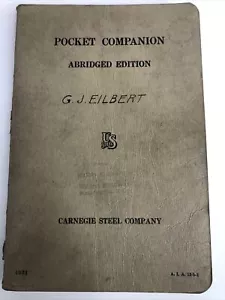 POCKET COMPANION
ABRIDGED EDITION
G. J. EILBERT
US
CARNEGIE STEEL COMPANY
A. I. A.